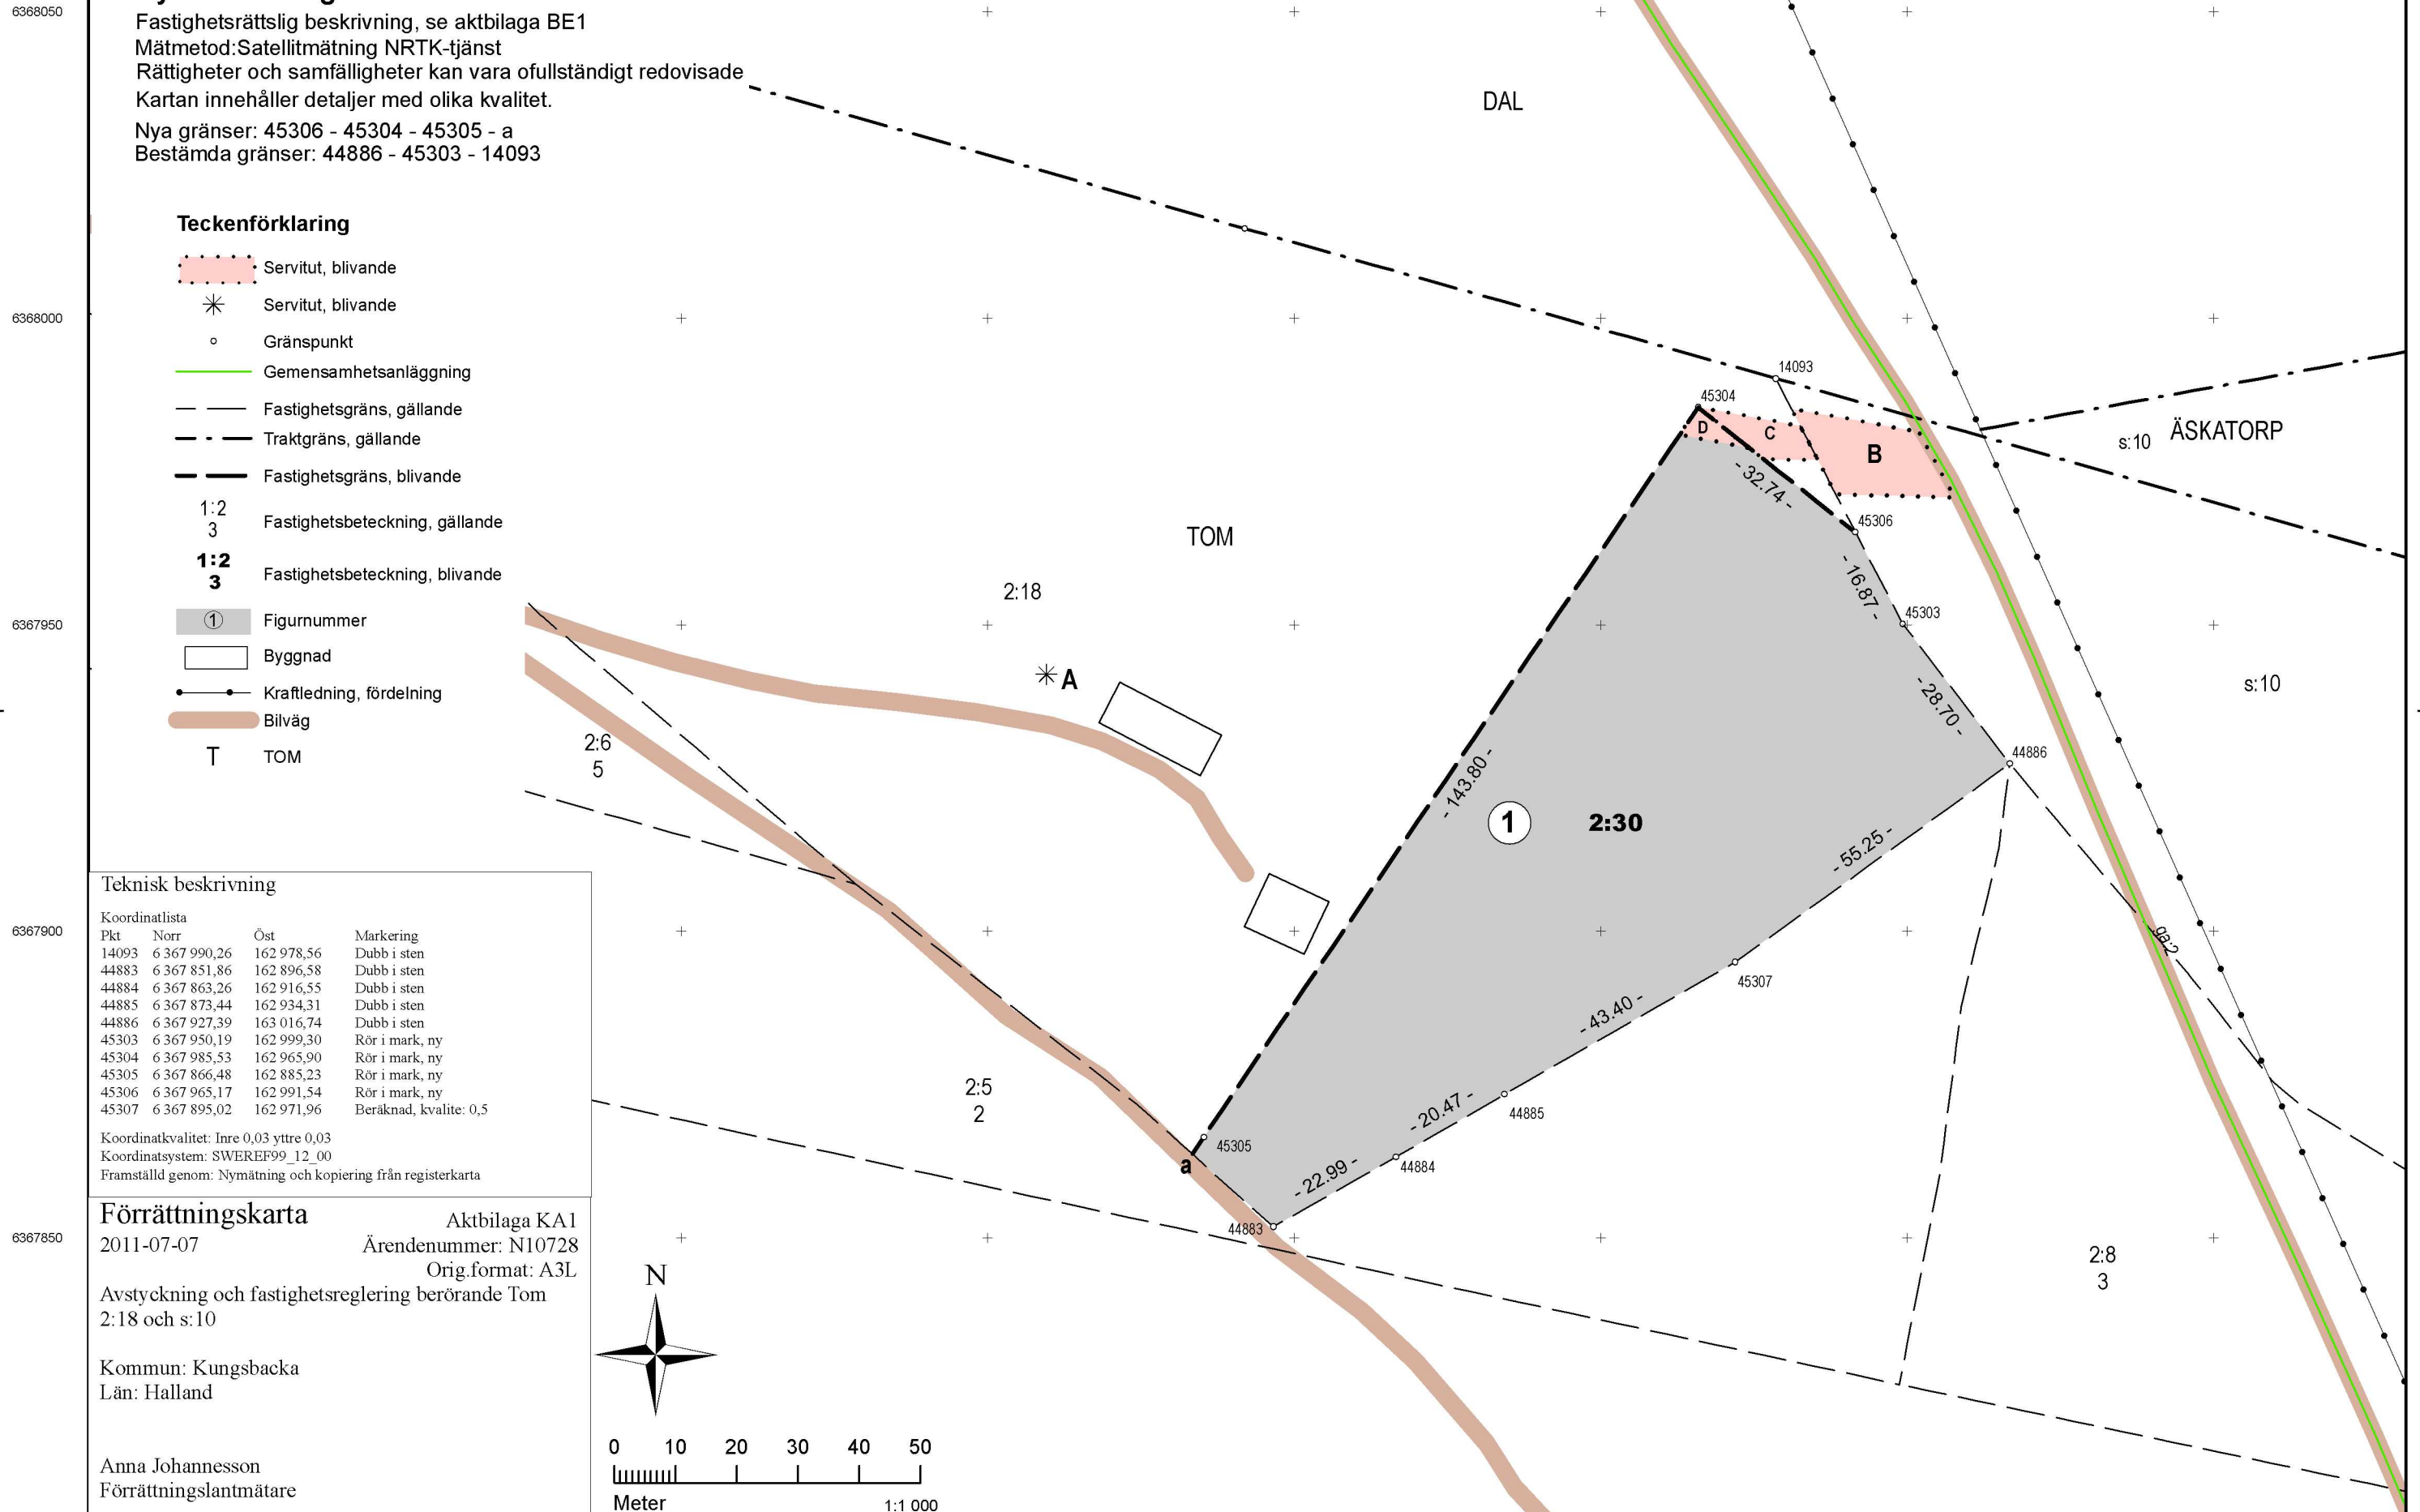 6368050
Fastighetsrättslig beskrivning, se aktbilaga BE1
Mätmetod:Satellitmätning NRTK-tjänst
Rättigheter och samfälligheter kan vara ofullständigt redovisade
Kartan innehåller detaljer med olika kvalitet.
Nya gränser: 45306 - 45304 - 45305 - a
Bestämda gränser: 44886 - 45303 - 14093
Teckenförklaring
Servitut, blivande
Servitut, blivande
Gränspunkt
Gemensamhetsanläggning
Fastighetsgräns, gällande
Traktgräns, gällande
Fastighetsgräns, blivande
1:2
3
Fastighetsbeteckning, gällande
1:2
3
Fastighetsbeteckning, blivande
1
Figurnummer
Byggnad
Kraftledning, fördelning
Bilväg
T
TOM
6368000
6367950
6367900
6367850
DAL
14093
45304
D
C
B
s:10
ÄSKATORP
- 32.74 -
45306
TOM
2:18
- 16.87 -
45303
A
- 28.70 -
s:10
2:6
5
44886
- 143.80 -
1
2:30
- 55.25 -
ga:2
45307
- 43.40 -
2:5
2
- 20.47 -
44885
45305
a
- 22.99 -
44884
44883
2:8
3
Teknisk beskrivning
Koordinatlista
Pkt Norr Öst Markering
14093 6 367 990,26 162 978,56 Dubb i sten
44883 6 367 851,86 162 896,58 Dubb i sten
44884 6 367 863,26 162 916,55 Dubb i sten
44885 6 367 873,44 162 934,31 Dubb i sten
44886 6 367 927,39 163 016,74 Dubb i sten
45303 6 367 950,19 162 999,30 Rör i mark, ny
45304 6 367 985,53 162 965,90 Rör i mark, ny
45305 6 367 866,48 162 885,23 Rör i mark, ny
45306 6 367 965,17 162 991,54 Rör i mark, ny
45307 6 367 895,02 162 971,96 Beräknad, kvalite: 0,5
Koordinatkvalitet: Inre 0,03 yttre 0,03
Koordinatsystem: SWEREF99_12_00
Framställd genom: Nymätning och kopiering från registerkarta
Förrättningskarta
2011-07-07
Aktbilaga KA1
Ärendenummer: N10728
Orig.format: A3L
Avstyckning och fastighetsreglering berörande Tom
2:18 och s:10
Kommun: Kungsbacka
Län: Halland
Anna Johannesson
Förrättningslantmätare
N
0 10 20 30 40 50
Meter
1:1 000